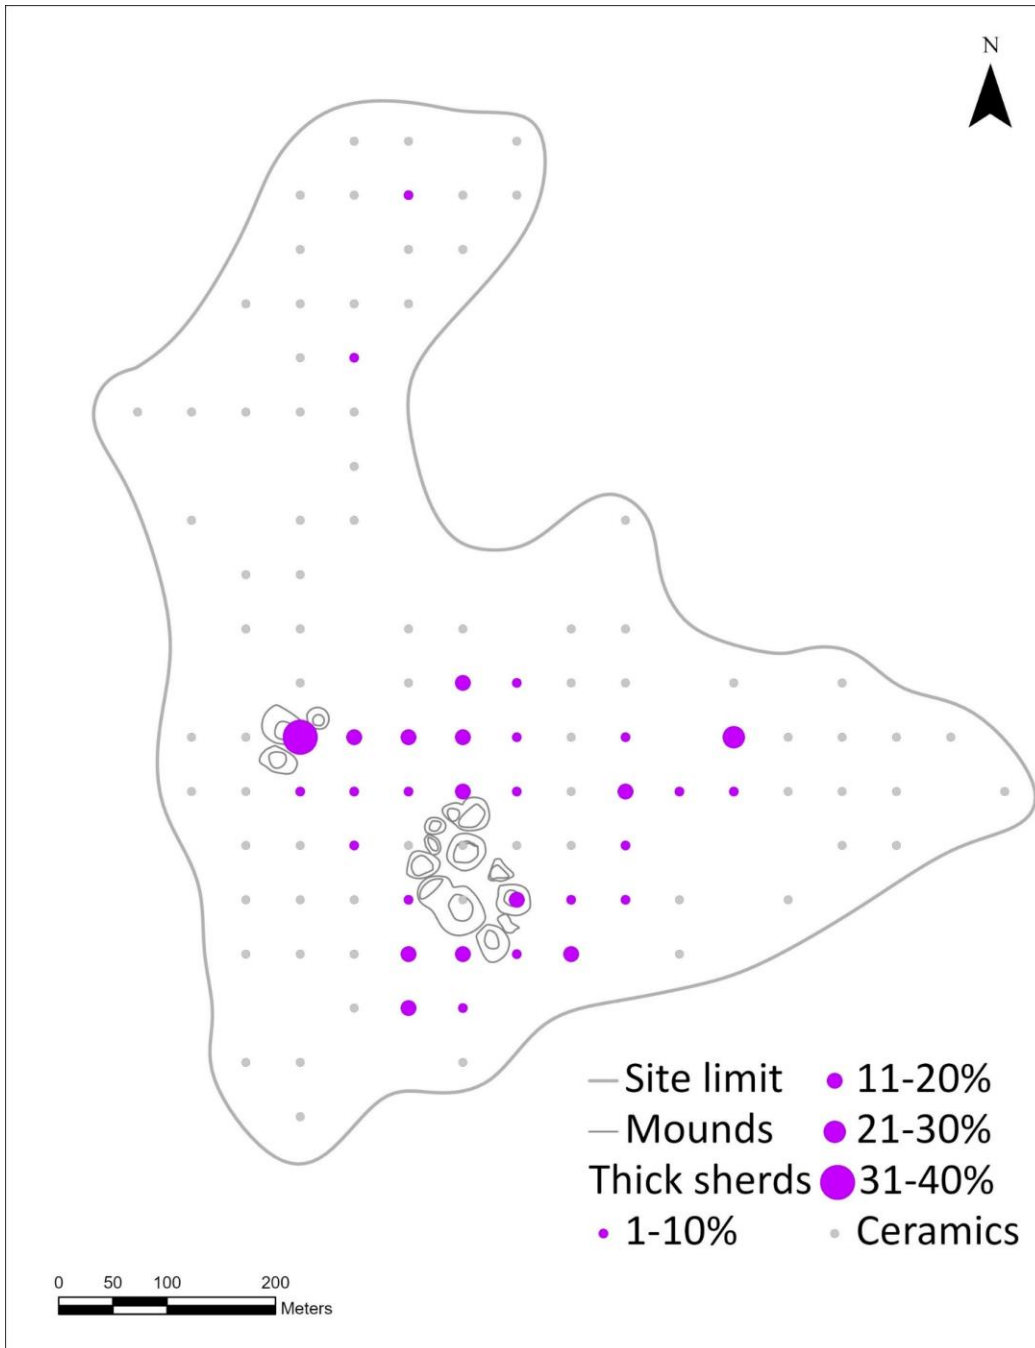 N
Site limit 11-20%
Mounds 21-30%
Thick sherds 31-40%
1-10% Ceramics
0 50 100 200
Meters